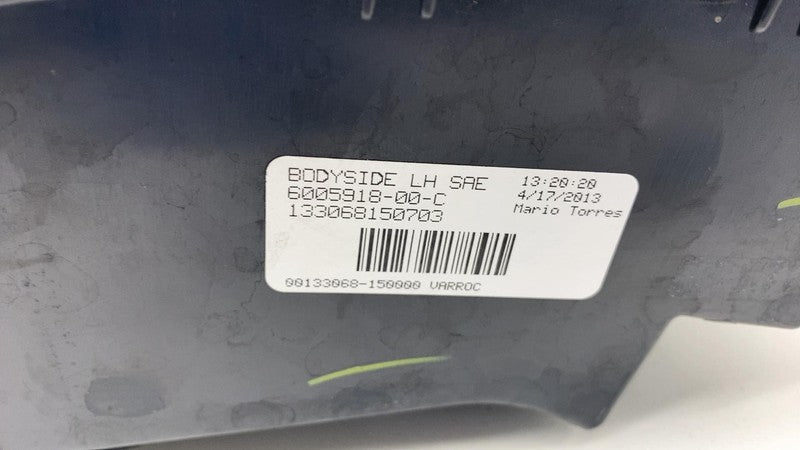 BODYSIDE LH SAE
6005918-00-C
133068150703
13:20:20
4/17/2013
Mario Torres
00133068-150000 VARROC